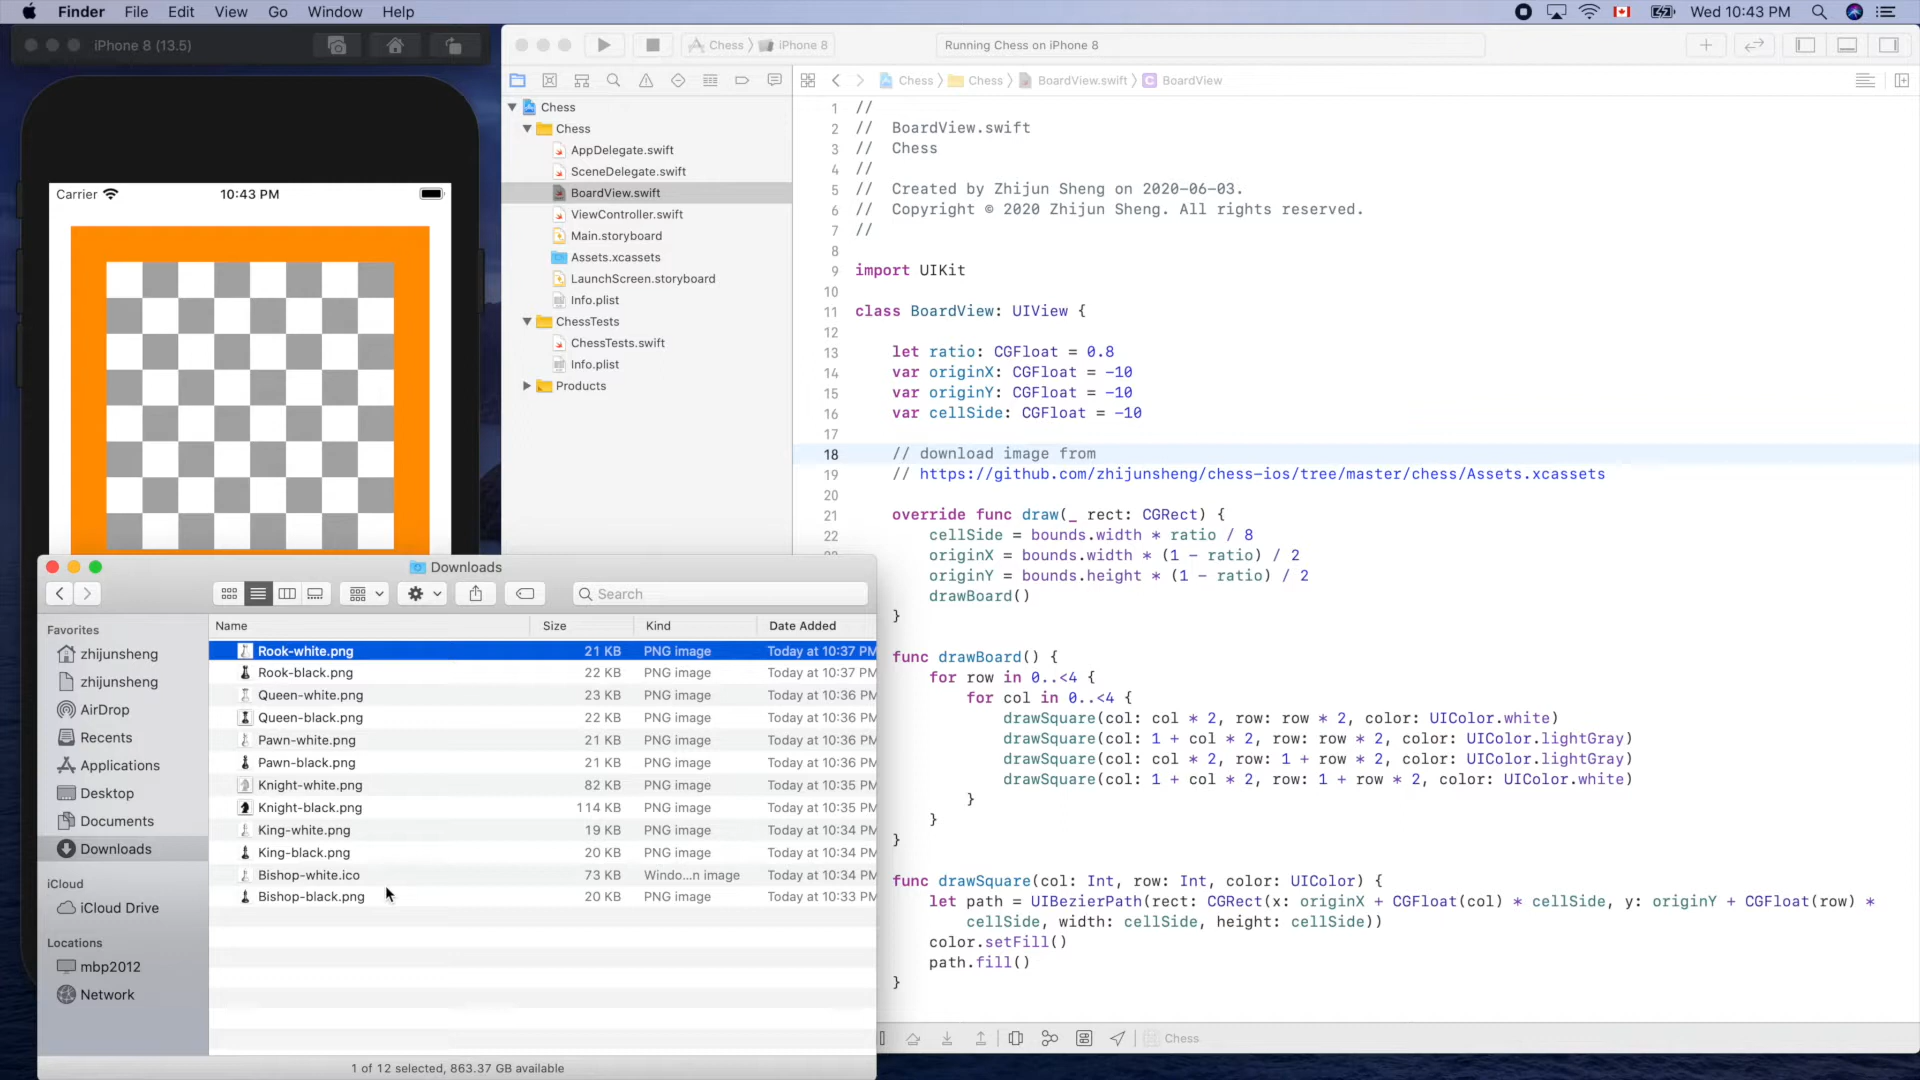 Finder File Edit View Go Window Help
Wed 10:43 PM
iPhone 8 (13.5)
Chess iPhone 8
Running Chess on iPhone 8
Chess Chess BoardView.swift BoardView
Chess
Chess
AppDelegate.swift
SceneDelegate.swift
BoardView.swift
ViewController.swift
Main.storyboard
Assets.xcassets
LaunchScreen.storyboard
Info.plist
ChessTests
ChessTests.swift
Info.plist
Products
Carrier 10:43 PM
1 //
2 // BoardView.swift
3 // Chess
4 //
5 // Created by Zhijun Sheng on 2020-06-03.
6 // Copyright © 2020 Zhijun Sheng. All rights reserved.
7 //
8
9 import UIKit
10
11 class BoardView: UIView {
12
13 let ratio: CGFloat = 0.8
14 var originX: CGFloat = -10
15 var originY: CGFloat = -10
16 var cellSide: CGFloat = -10
17
18 // download image from
19 // https://github.com/zhijunsheng/chess-ios/tree/master/chess/Assets.xcassets
20
21 override func draw(_ rect: CGRect) {
22 cellSide = bounds.width * ratio / 8
originX = bounds.width * (1 - ratio) / 2
originY = bounds.height * (1 - ratio) / 2
drawBoard()
}
func drawBoard() {
for row in 0..<4 {
for col in 0..<4 {
drawSquare(col: col * 2, row: row * 2, color: UIColor.white)
drawSquare(col: 1 + col * 2, row: row * 2, color: UIColor.lightGray)
drawSquare(col: col * 2, row: 1 + row * 2, color: UIColor.lightGray)
drawSquare(col: 1 + col * 2, row: 1 + row * 2, color: UIColor.white)
}
}
}
func drawSquare(col: Int, row: Int, color: UIColor) {
let path = UIBezierPath(rect: CGRect(x: originX + CGFloat(col) * cellSide, y: originY + CGFloat(row) *
cellSide, width: cellSide, height: cellSide))
color.setFill()
path.fill()
}
Chess
Downloads
Search
Favorites
zhijunsheng
zhijunsheng
AirDrop
Recents
Applications
Desktop
Documents
Downloads
iCloud
iCloud Drive
Locations
mbp2012
Network
Name Size Kind Date Added
Rook-white.png 21 KB PNG image Today at 10:37 PM
Rook-black.png 22 KB PNG image Today at 10:37 PM
Queen-white.png 23 KB PNG image Today at 10:36 PM
Queen-black.png 22 KB PNG image Today at 10:36 PM
Pawn-white.png 21 KB PNG image Today at 10:36 PM
Pawn-black.png 21 KB PNG image Today at 10:36 PM
Knight-white.png 82 KB PNG image Today at 10:35 PM
Knight-black.png 114 KB PNG image Today at 10:35 PM
King-white.png 19 KB PNG image Today at 10:34 PM
King-black.png 20 KB PNG image Today at 10:34 PM
Bishop-white.ico 73 KB Windo...n image Today at 10:34 PM
Bishop-black.png 20 KB PNG image Today at 10:33 PM
1 of 12 selected, 863.37 GB available